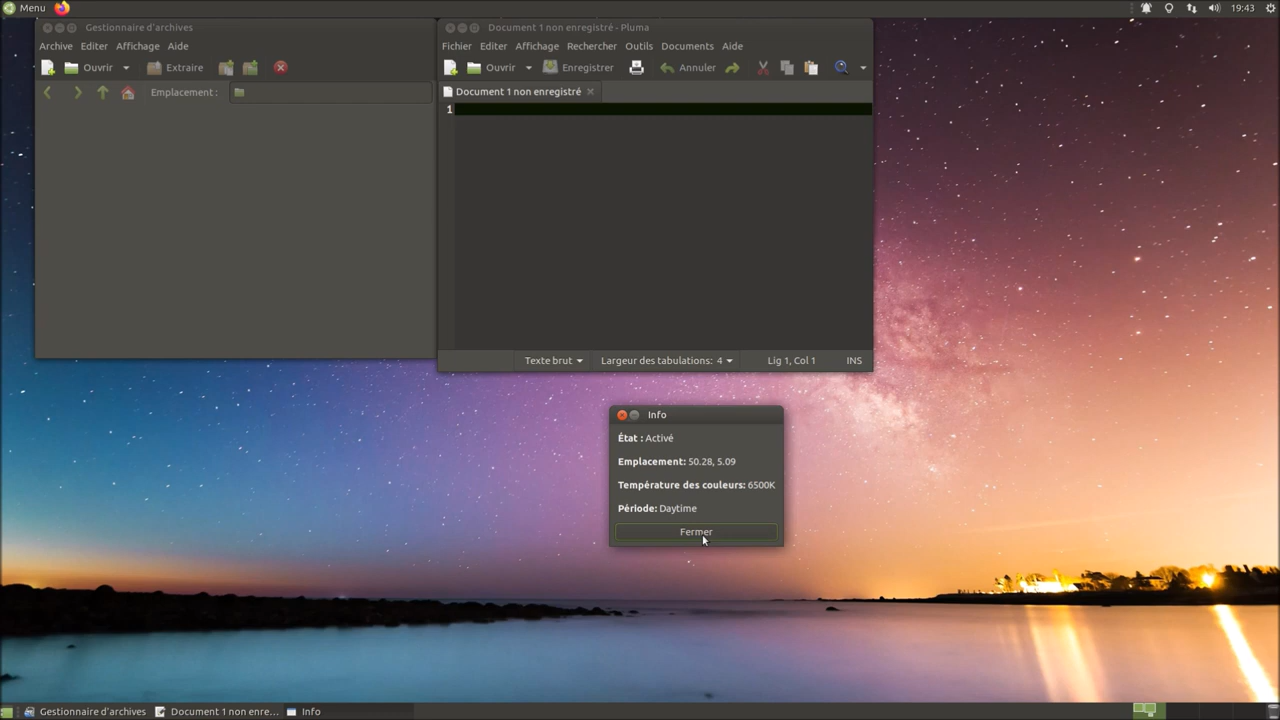 Menu
19:43
Gestionnaire d'archives
Archive Editer Affichage Aide
Ouvrir Extraire
Emplacement :
Document 1 non enregistré - Pluma
Fichier Editer Affichage Rechercher Outils Documents Aide
Ouvrir Enregistrer Annuler
Document 1 non enregistré
1
Texte brut Largeur des tabulations: 4 Lig 1, Col 1 INS
Info
État : Activé
Emplacement: 50.28, 5.09
Température des couleurs: 6500K
Période: Daytime
Fermer
Gestionnaire d'archives Document 1 non enre... Info